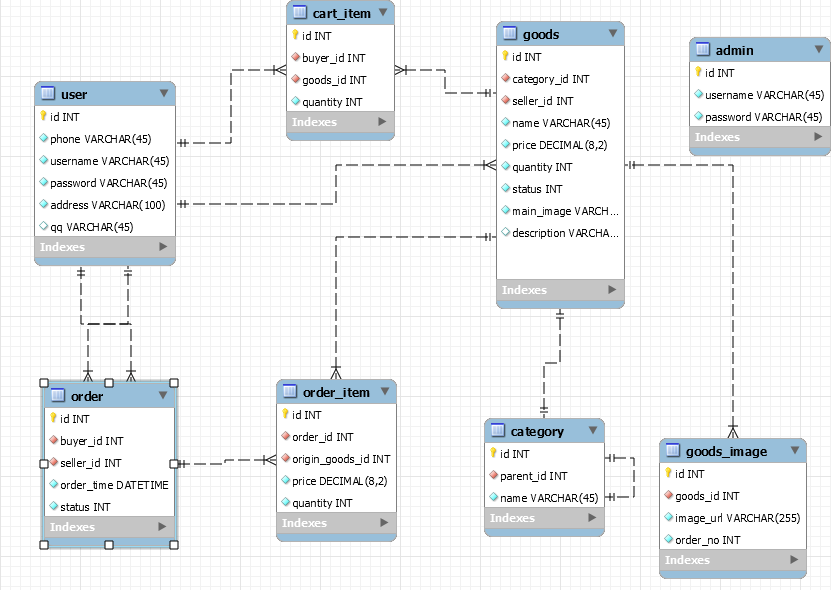 cart_item
id INT
buyer_id INT
goods_id INT
quantity INT
Indexes
goods
id INT
category_id INT
seller_id INT
name VARCHAR(45)
price DECIMAL(8,2)
quantity INT
status INT
main_image VARCH...
description VARCHA...
Indexes
admin
id INT
username VARCHAR(45)
password VARCHAR(45)
Indexes
user
id INT
phone VARCHAR(45)
username VARCHAR(45)
password VARCHAR(45)
address VARCHAR(100)
qq VARCHAR(45)
Indexes
order
id INT
buyer_id INT
seller_id INT
order_time DATETIME
status INT
Indexes
order_item
id INT
order_id INT
origin_goods_id INT
price DECIMAL(8,2)
quantity INT
Indexes
category
id INT
parent_id INT
name VARCHAR(45)
Indexes
goods_image
id INT
goods_id INT
image_url VARCHAR(255)
order_no INT
Indexes